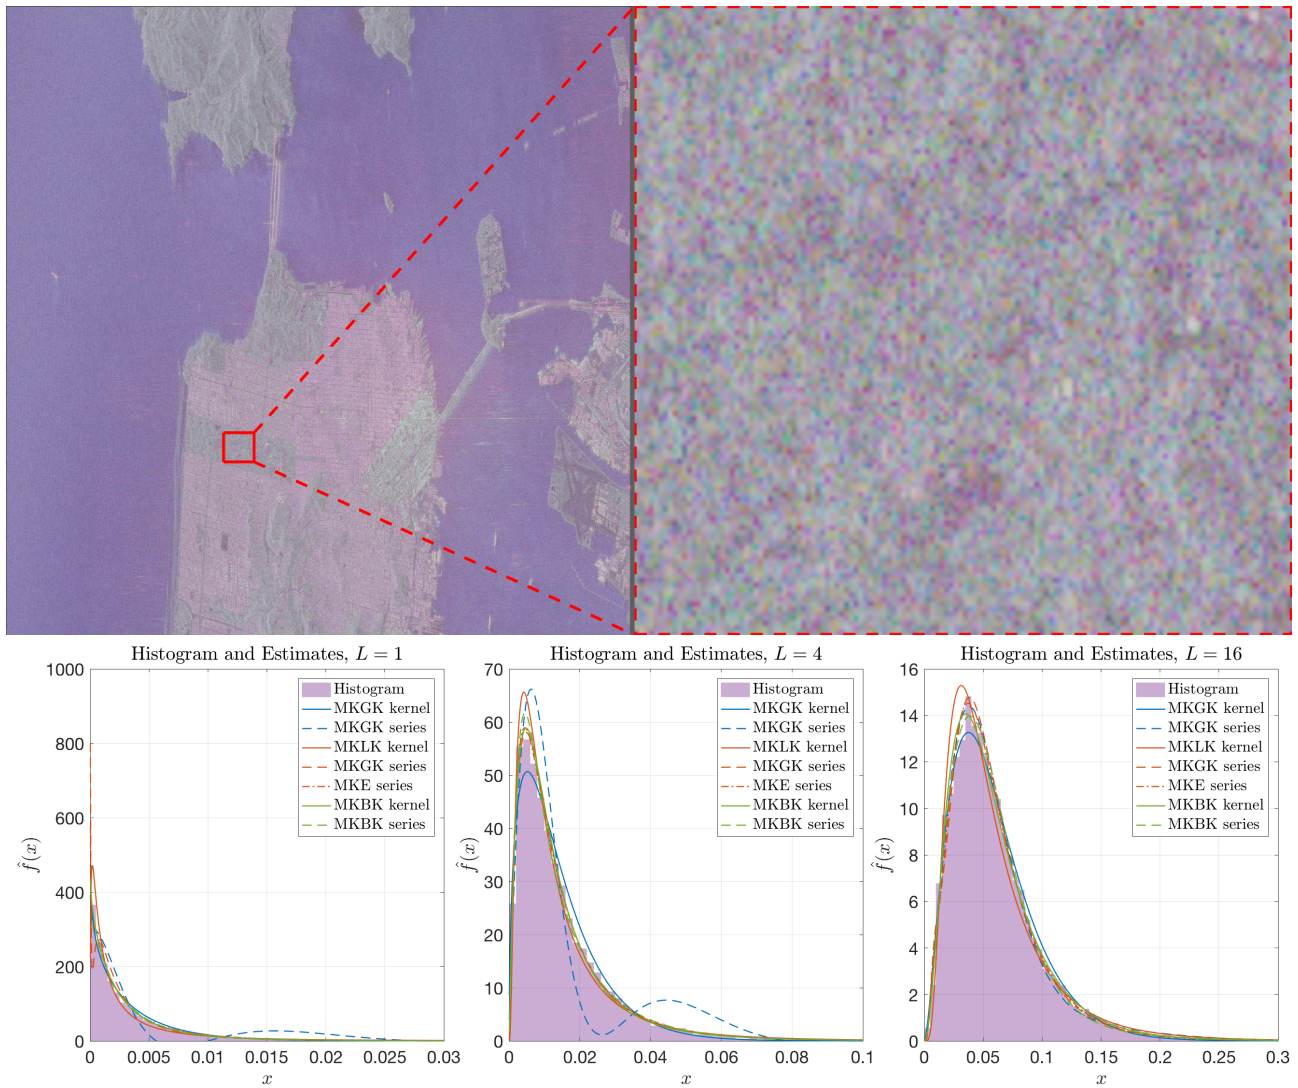 Histogram and Estimates, L = 1
1000
800
600
400
200
0
f̂(x)
0
0.005
0.01
0.015
0.02
0.025
0.03
x
Histogram
MKGK kernel
MKGK series
MKLK kernel
MKGK series
MKE series
MKBK kernel
MKBK series
Histogram and Estimates, L = 4
70
60
50
40
30
20
10
0
f̂(x)
0
0.02
0.04
0.06
0.08
0.1
x
Histogram
MKGK kernel
MKGK series
MKLK kernel
MKGK series
MKE series
MKBK kernel
MKBK series
Histogram and Estimates, L = 16
16
14
12
10
8
6
4
2
0
f̂(x)
0
0.05
0.1
0.15
0.2
0.25
0.3
x
Histogram
MKGK kernel
MKGK series
MKLK kernel
MKGK series
MKE series
MKBK kernel
MKBK series